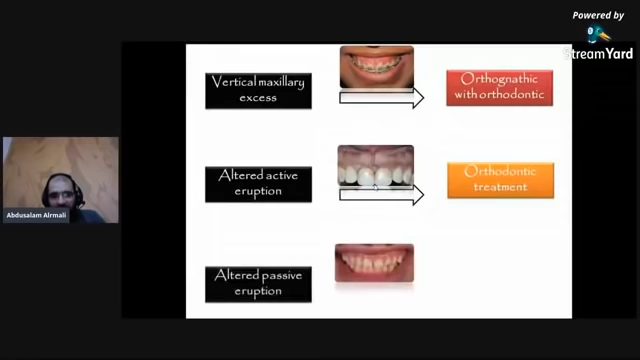 Powered by
StreamYard
Vertical maxillary
excess
Orthognathic
with orthodontic
Altered active
eruption
Orthodontic
treatment
Abdusalam Alrmali
Altered passive
eruption